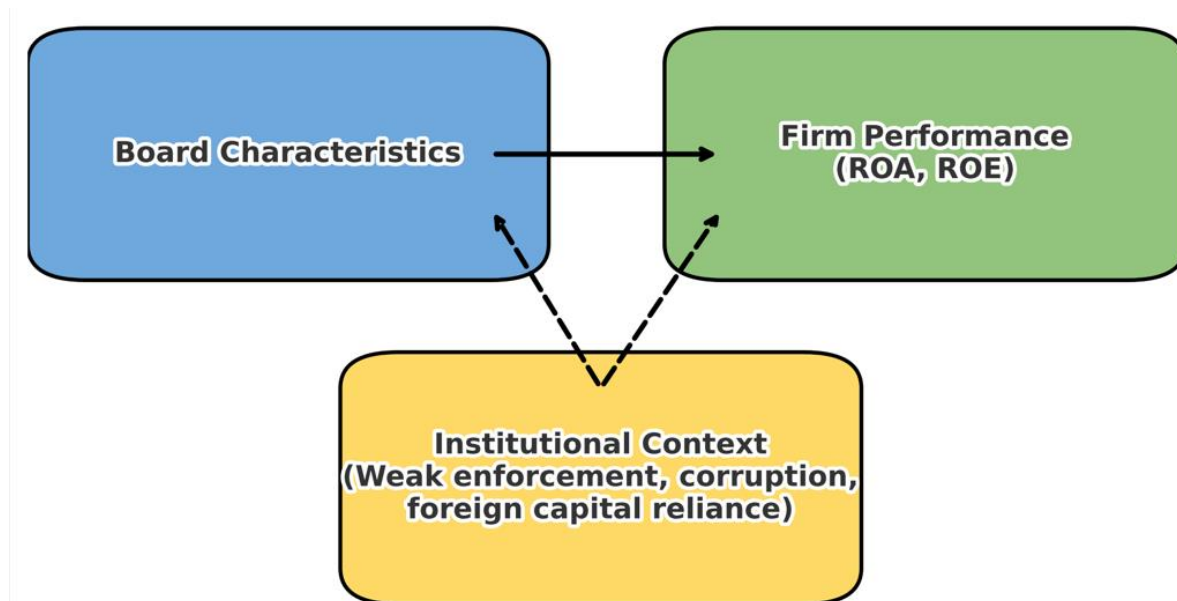 Board Characteristics
Firm Performance
(ROA, ROE)
Institutional Context
(Weak enforcement, corruption,
foreign capital reliance)